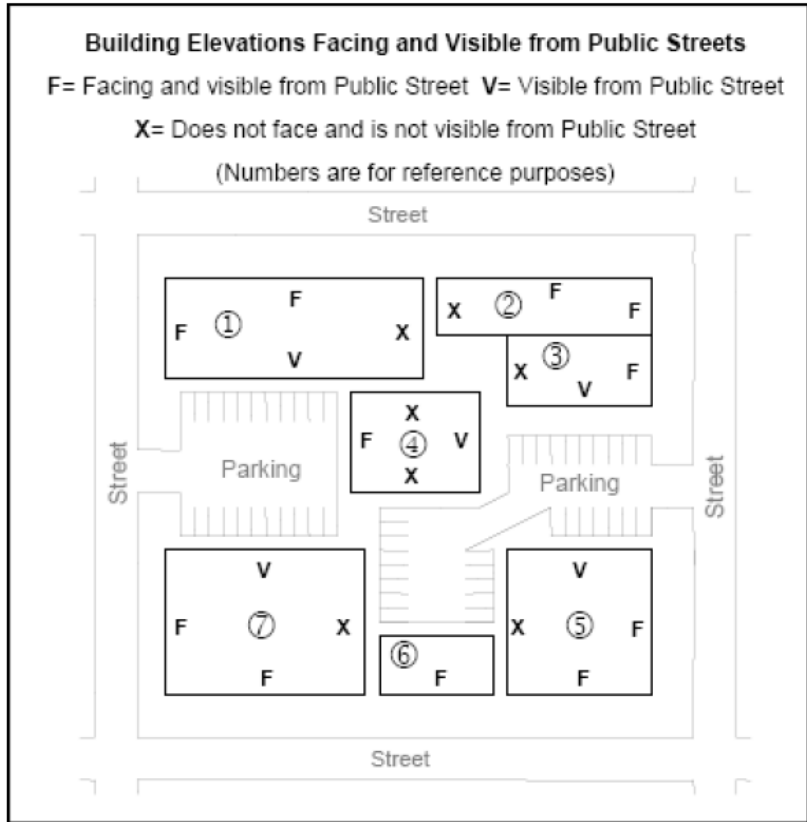 Building Elevations Facing and Visible from Public Streets
F= Facing and visible from Public Street V= Visible from Public Street
X= Does not face and is not visible from Public Street
(Numbers are for reference purposes)
Street
F
F
①
X
V
X
②
F
F
③
X
V
F
X
F
④
V
X
Parking
Parking
Street
Street
V
F
⑦
X
F
⑥
F
V
X
⑤
F
F
Street